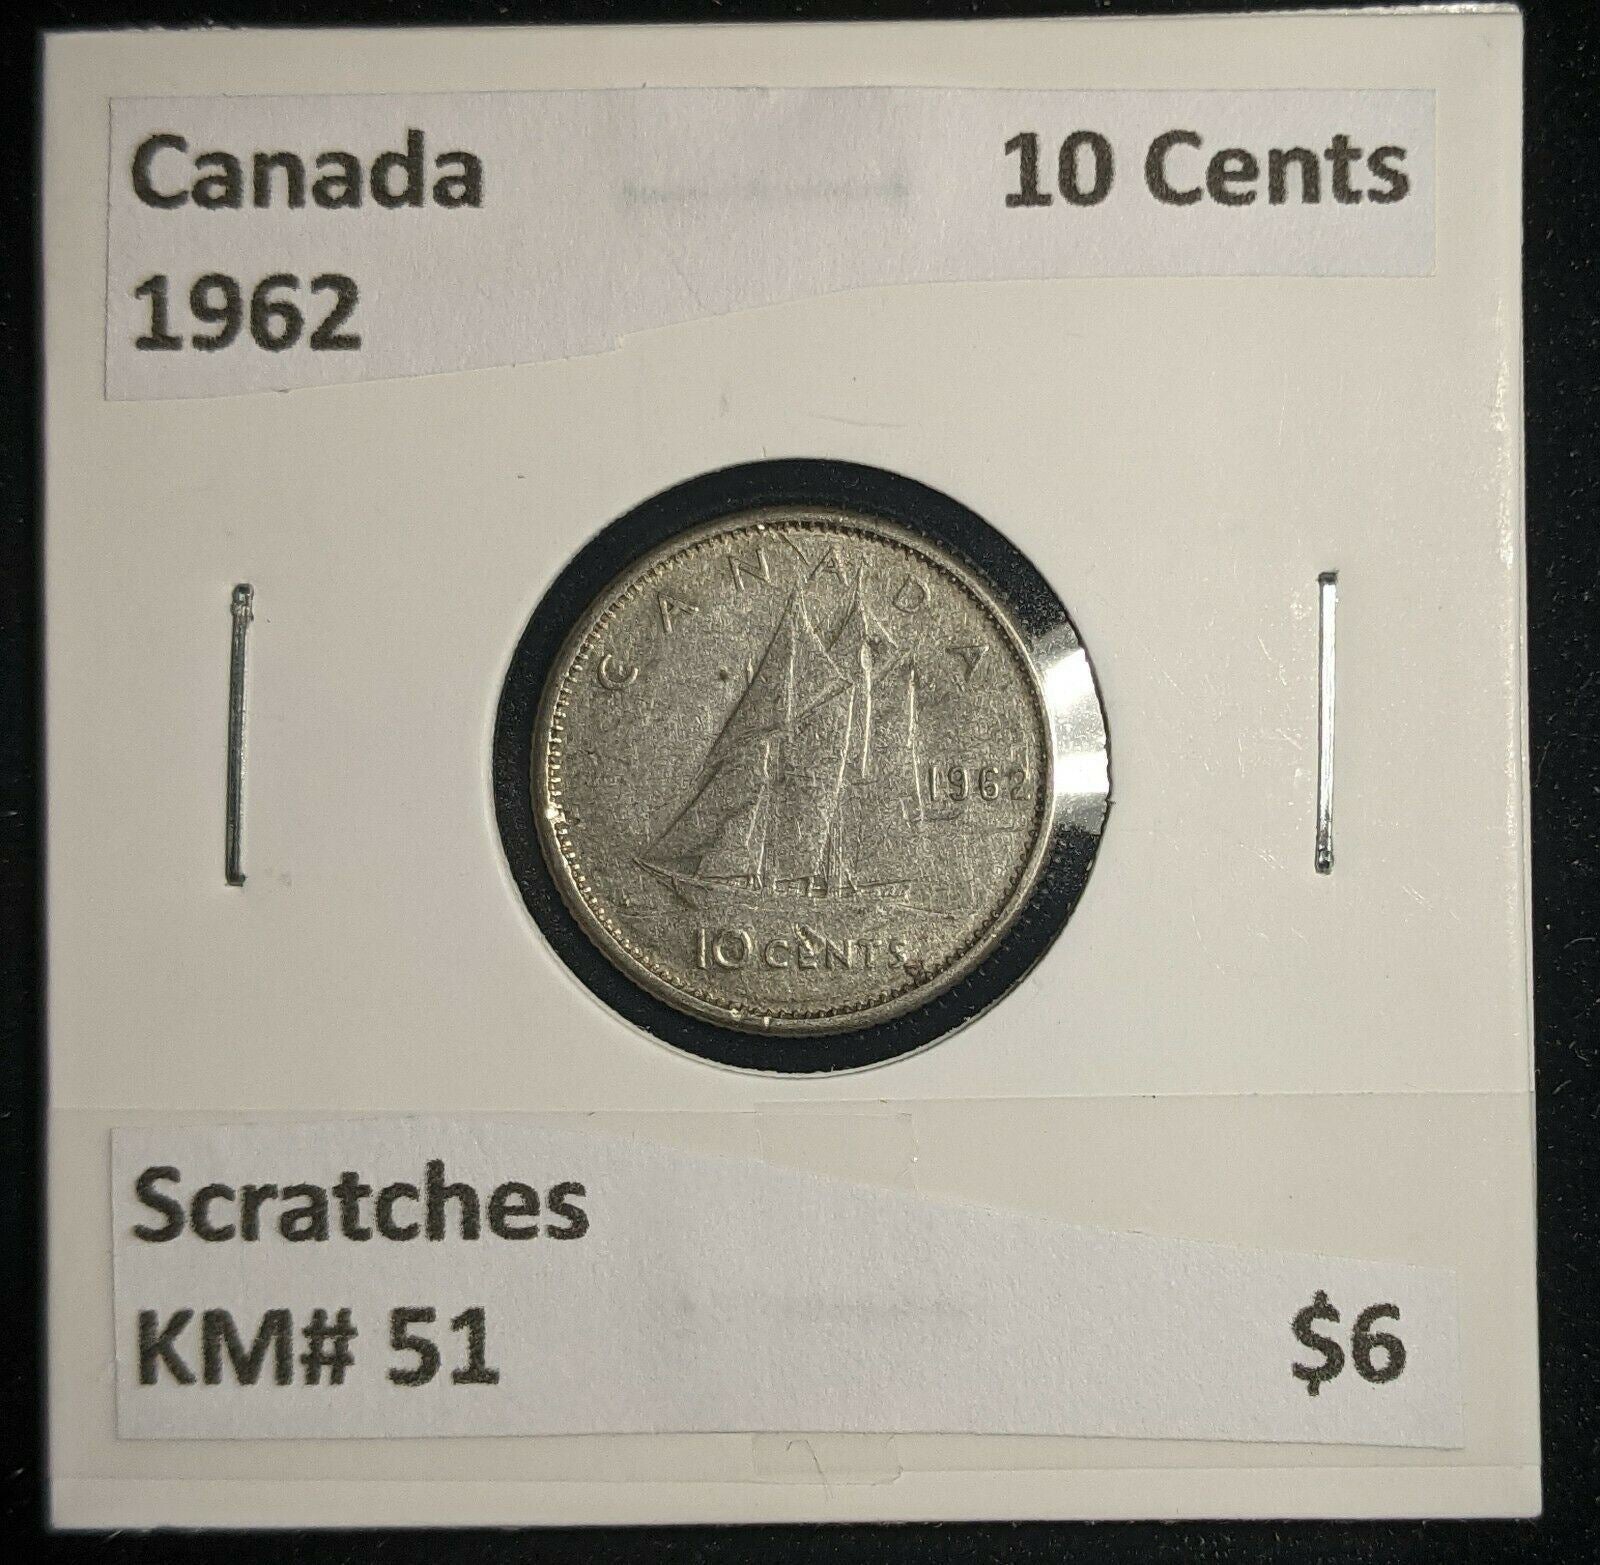 Canada 10 Cents
1962
CANADA
1962
10 CENTS
Scratches
KM# 51 $6